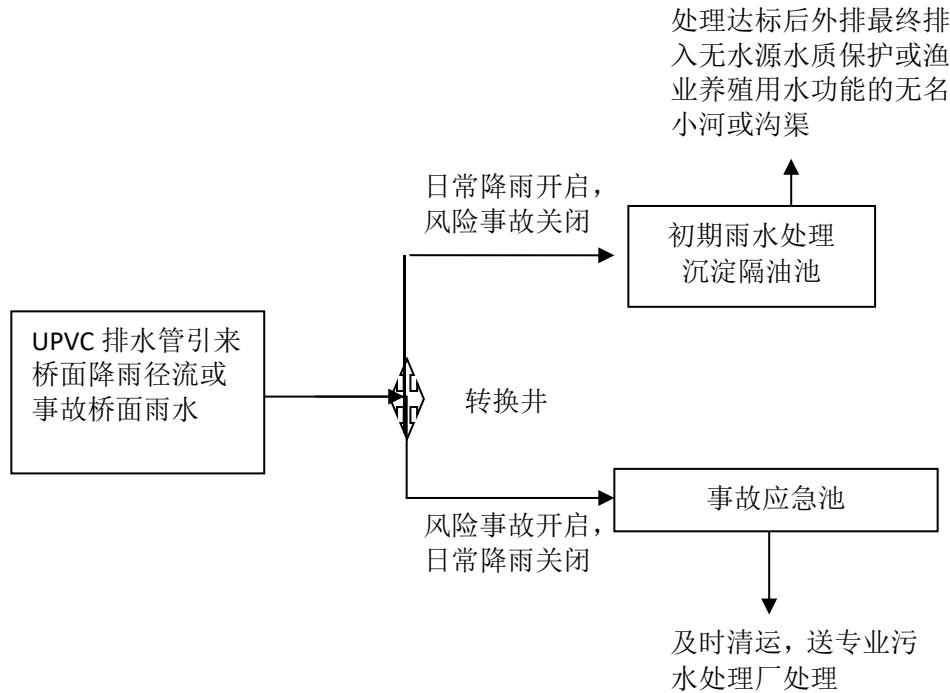 处理达标后外排最终排
入无水源水质保护或渔
业养殖用水功能的无名
小河或沟渠
日常降雨开启，
风险事故关闭
初期雨水处理
沉淀隔油池
UPVC 排水管引来
桥面降雨径流或
事故桥面雨水
转换井
事故应急池
风险事故开启，
日常降雨关闭
及时清运，送专业污
水处理厂处理